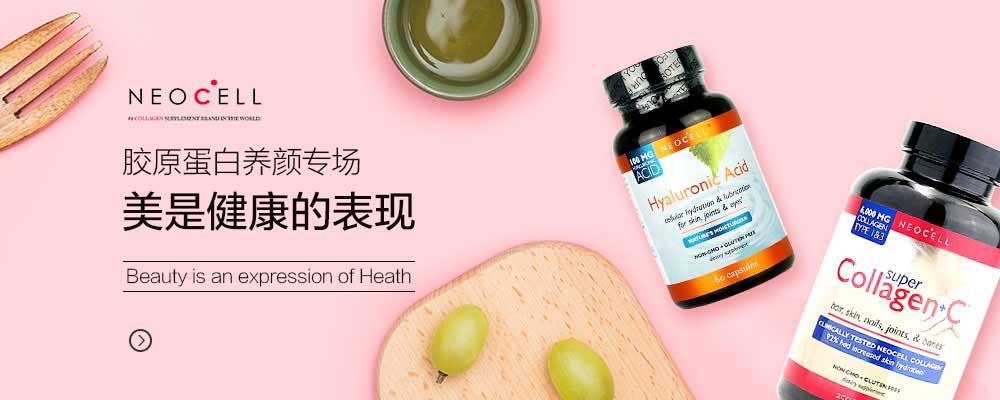 NEOCELL
#1 COLLAGEN SUPPLEMENT BRAND IN THE WORLD!
胶原蛋白养颜专场
美是健康的表现
Beauty is an expression of Heath
NEOCELL
100 MG
HYALURONIC
ACID
Hyaluronic Acid
cellular hydration & lubrication
for skin, joints & eyes
NATURE'S MOISTURIZER
NON-GMO • GLUTEN FREE
dietary supplement
60 capsules
NEOCELL
6,000 MG
COLLAGEN
TYPE 1&3
super
Collagen+C
hair, skin, nails, joints, & bones
CLINICALLY TESTED NEOCELL COLLAGEN
92% had increased skin hydration
NON-GMO • GLUTEN FREE
dietary supplement